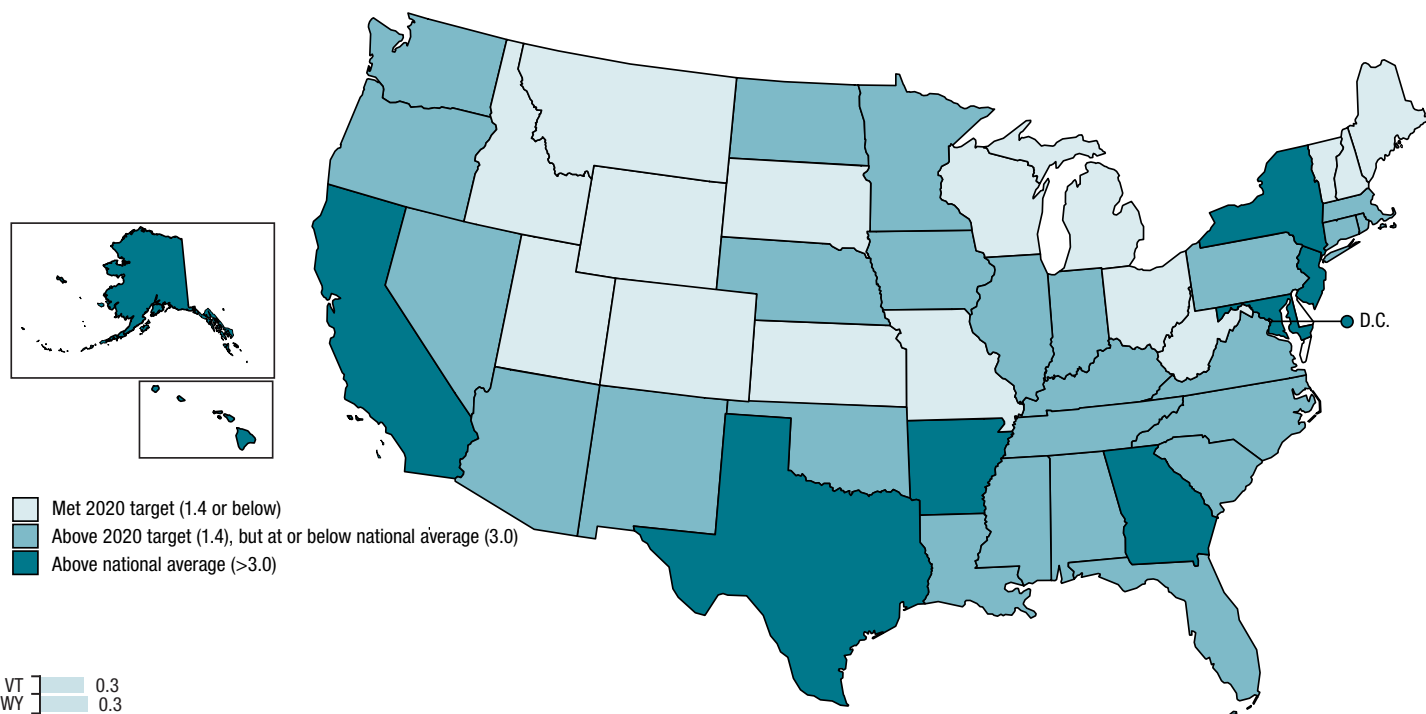 D.C.
Met 2020 target (1.4 or below)
Above 2020 target (1.4), but at or below national average (3.0)
Above national average (>3.0)
VT 0.3
WY 0.3